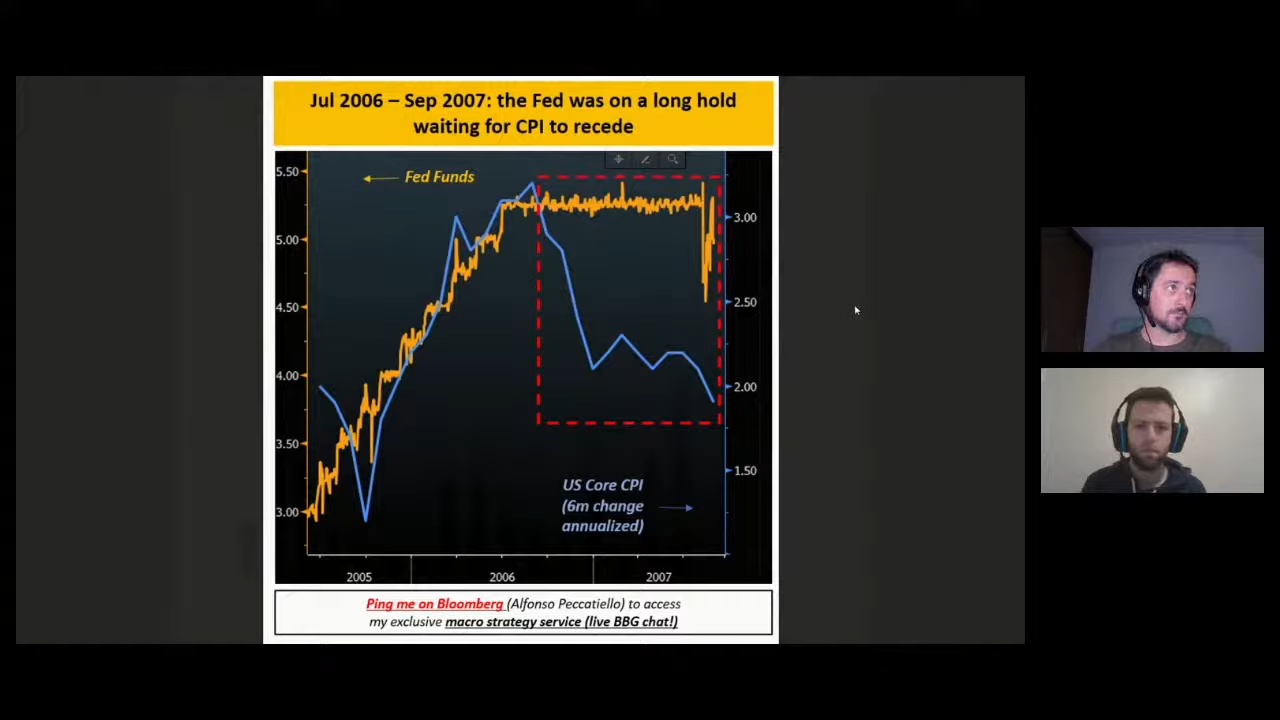 Jul 2006 – Sep 2007: the Fed was on a long hold
waiting for CPI to recede
5.50
Fed Funds
3.00
5.00
2.50
4.50
4.00
2.00
3.50
1.50
US Core CPI
(6m change
annualized)
3.00
2005
2006
2007
Ping me on Bloomberg (Alfonso Peccatiello) to access
my exclusive macro strategy service (live BBG chat!)